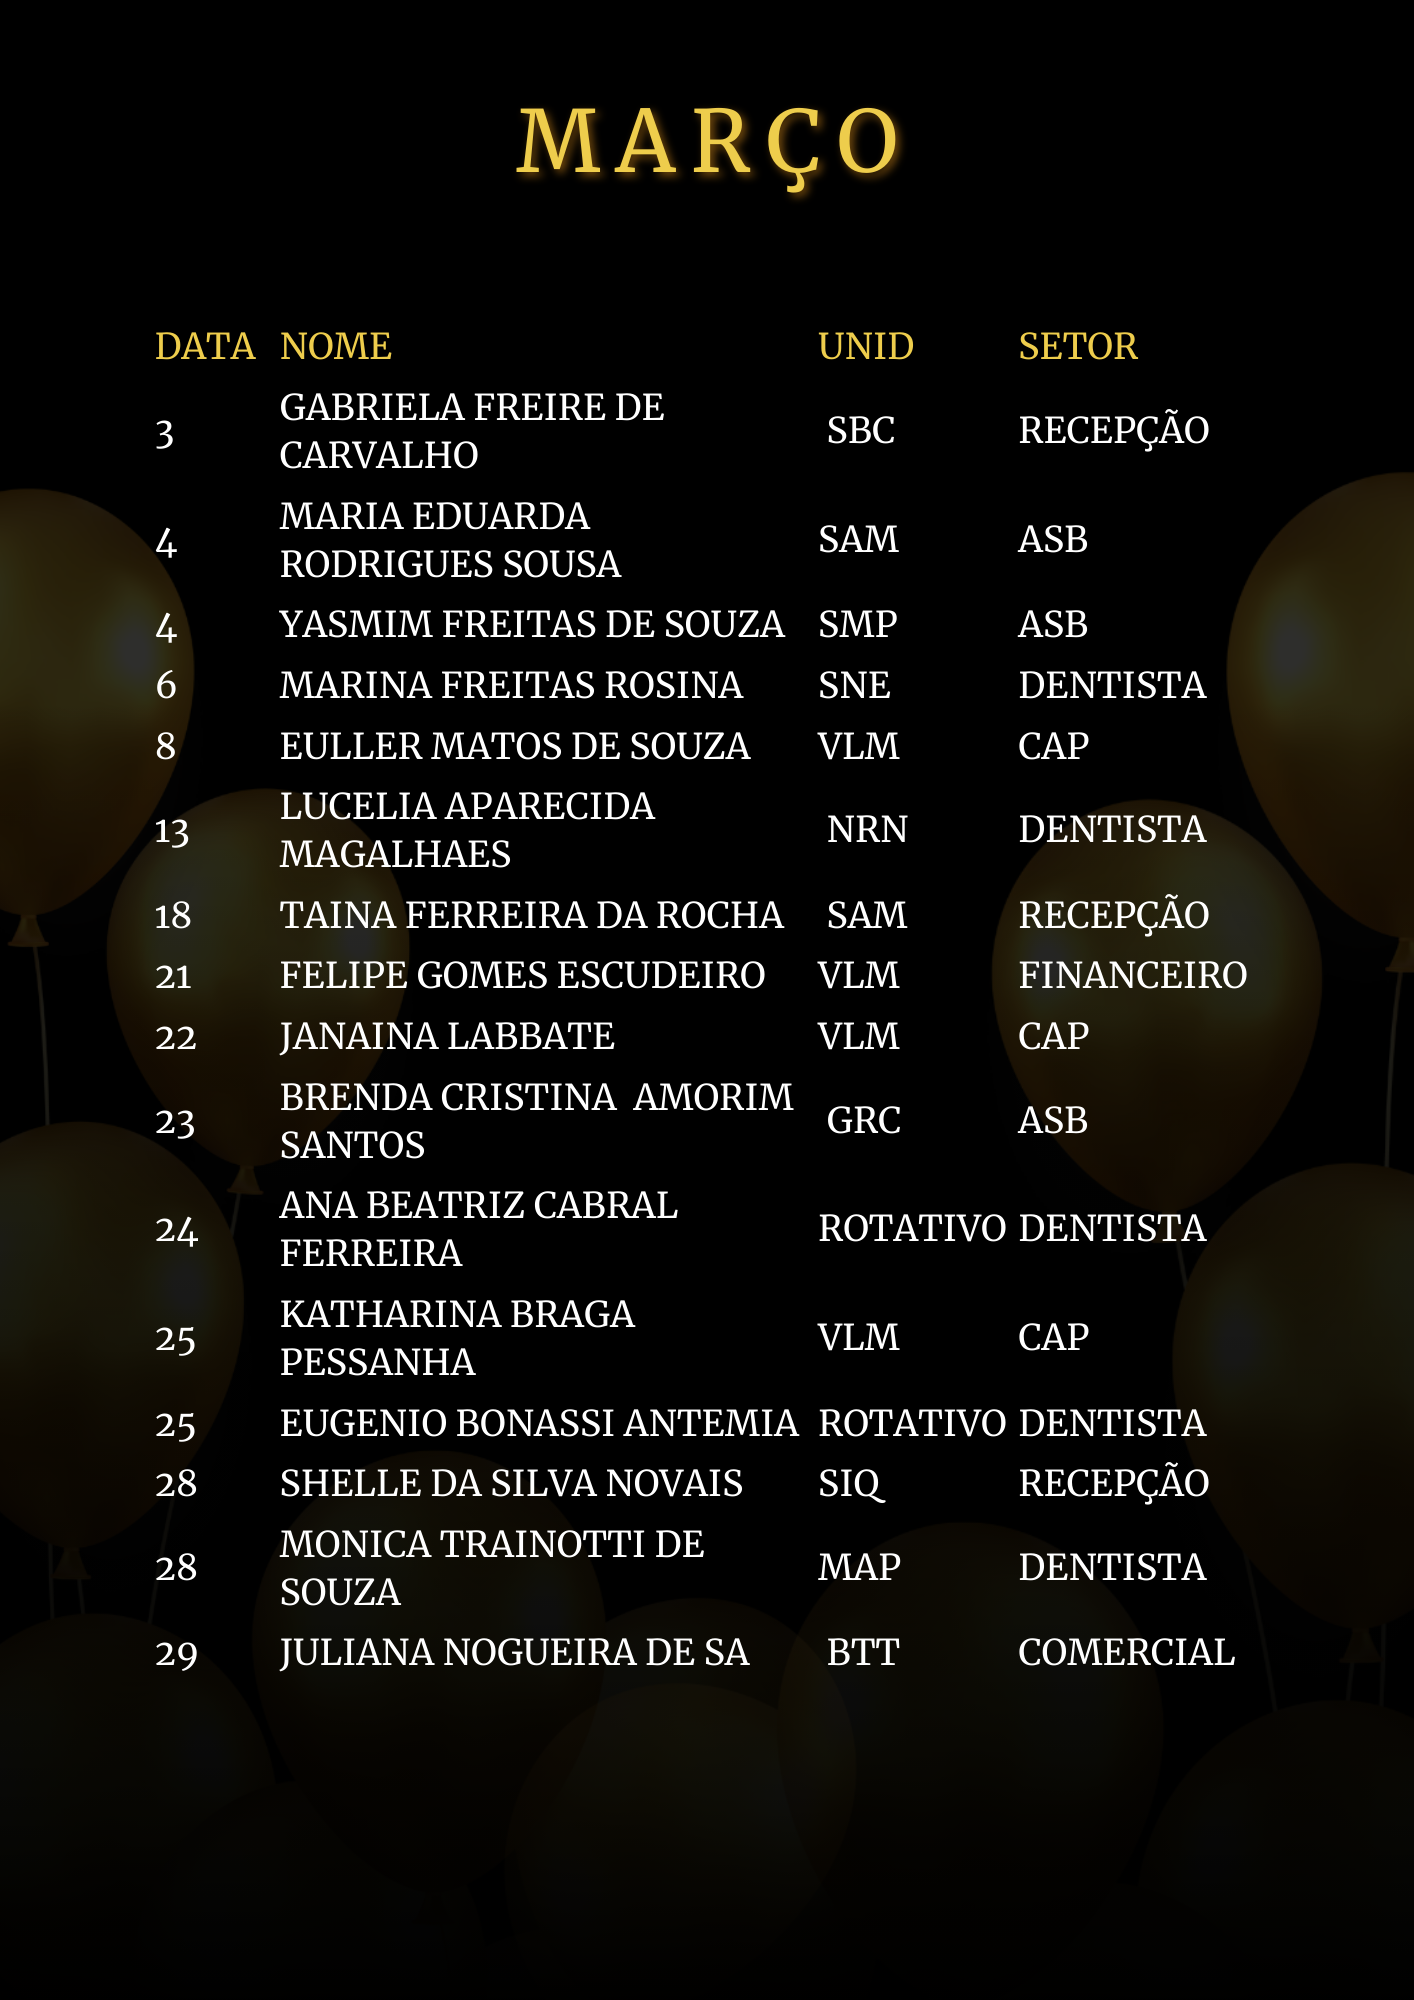 MARÇO
DATA NOME UNID SETOR
3 GABRIELA FREIRE DE CARVALHO SBC RECEPÇÃO
4 MARIA EDUARDA RODRIGUES SOUSA SAM ASB
4 YASMIM FREITAS DE SOUZA SMP ASB
6 MARINA FREITAS ROSINA SNE DENTISTA
8 EULLER MATOS DE SOUZA VLM CAP
13 LUCELIA APARECIDA MAGALHAES NRN DENTISTA
18 TAINA FERREIRA DA ROCHA SAM RECEPÇÃO
21 FELIPE GOMES ESCUDEIRO VLM FINANCEIRO
22 JANAINA LABBATE VLM CAP
23 BRENDA CRISTINA AMORIM SANTOS GRC ASB
24 ANA BEATRIZ CABRAL FERREIRA ROTATIVO DENTISTA
25 KATHARINA BRAGA PESSANHA VLM CAP
25 EUGENIO BONASSI ANTEMIA ROTATIVO DENTISTA
28 SHELLE DA SILVA NOVAIS SIQ RECEPÇÃO
28 MONICA TRAINOTTI DE SOUZA MAP DENTISTA
29 JULIANA NOGUEIRA DE SA BTT COMERCIAL